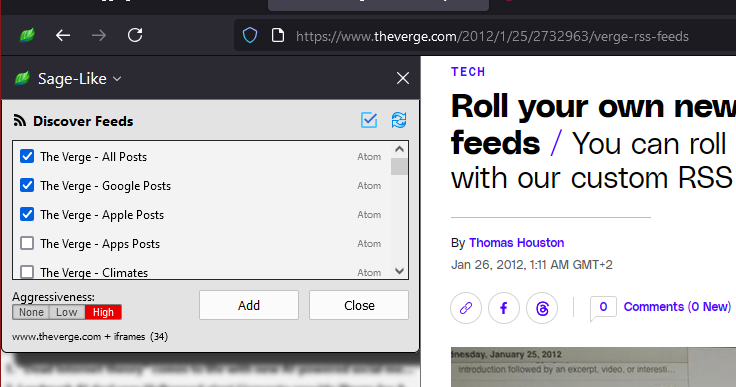 https://www.theverge.com/2012/1/25/2732963/verge-rss-feeds
Sage-Like
Discover Feeds
The Verge - All Posts Atom
The Verge - Google Posts Atom
The Verge - Apple Posts Atom
The Verge - Apps Posts Atom
The Verge - Climates Atom
Aggressiveness:
None Low High
Add Close
www.theverge.com + iframes (34)
TECH
Roll your own new
feeds / You can roll
with our custom RSS
By Thomas Houston
Jan 26, 2012, 1:11 AM GMT+2
0 Comments (0 New)
dnesday, January 25, 2012
introduction followed by an excerpt, video, or interesti...